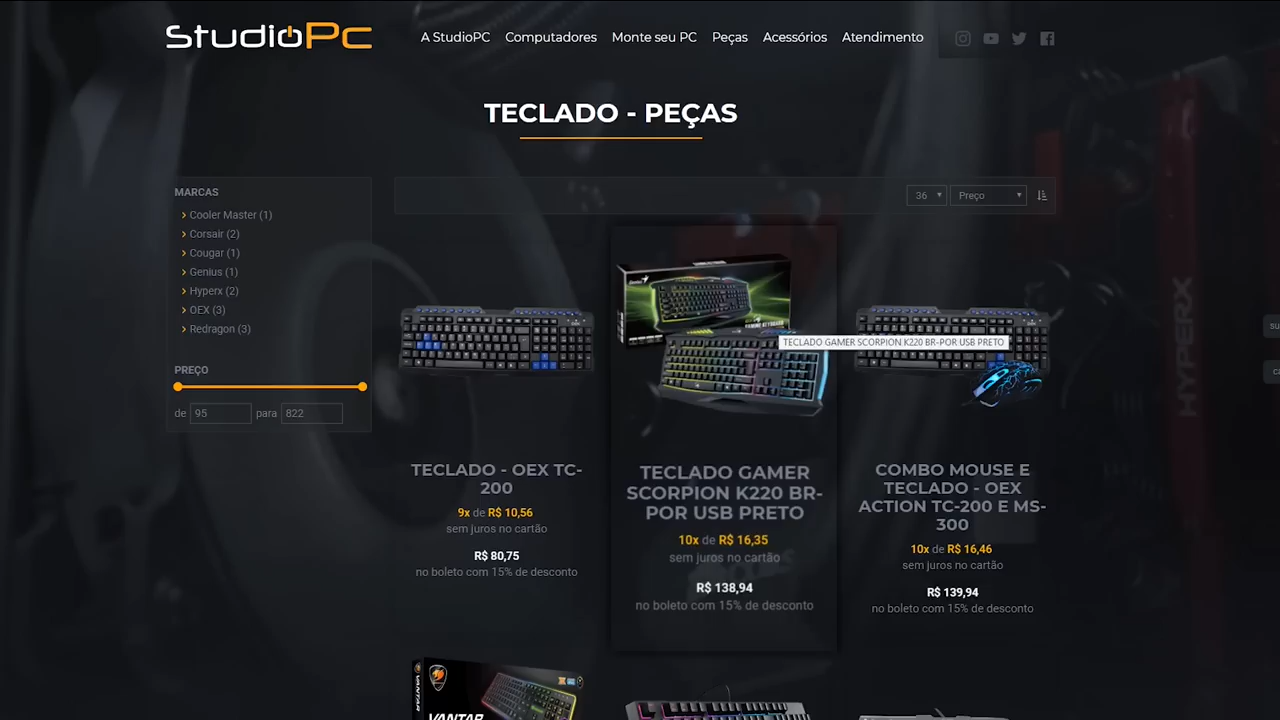 StudioPc
A StudioPC Computadores Monte seu PC Peças Acessórios Atendimento
TECLADO - PEÇAS
MARCAS
Cooler Master (1)
Corsair (2)
Cougar (1)
Genius (1)
Hyperx (2)
OEX (3)
Redragon (3)
PREÇO
de 95 para 822
36 Preço
TECLADO GAMER SCORPION K220 BR-POR USB PRETO
HYPERX
su
ca
TECLADO - OEX TC-
200
9x de R$ 10,56
sem juros no cartão
R$ 80,75
no boleto com 15% de desconto
TECLADO GAMER
SCORPION K220 BR-
POR USB PRETO
10x de R$ 16,35
sem juros no cartão
R$ 138,94
no boleto com 15% de desconto
COMBO MOUSE E
TECLADO - OEX
ACTION TC-200 E MS-
300
10x de R$ 16,46
sem juros no cartão
R$ 139,94
no boleto com 15% de desconto
VANTAR